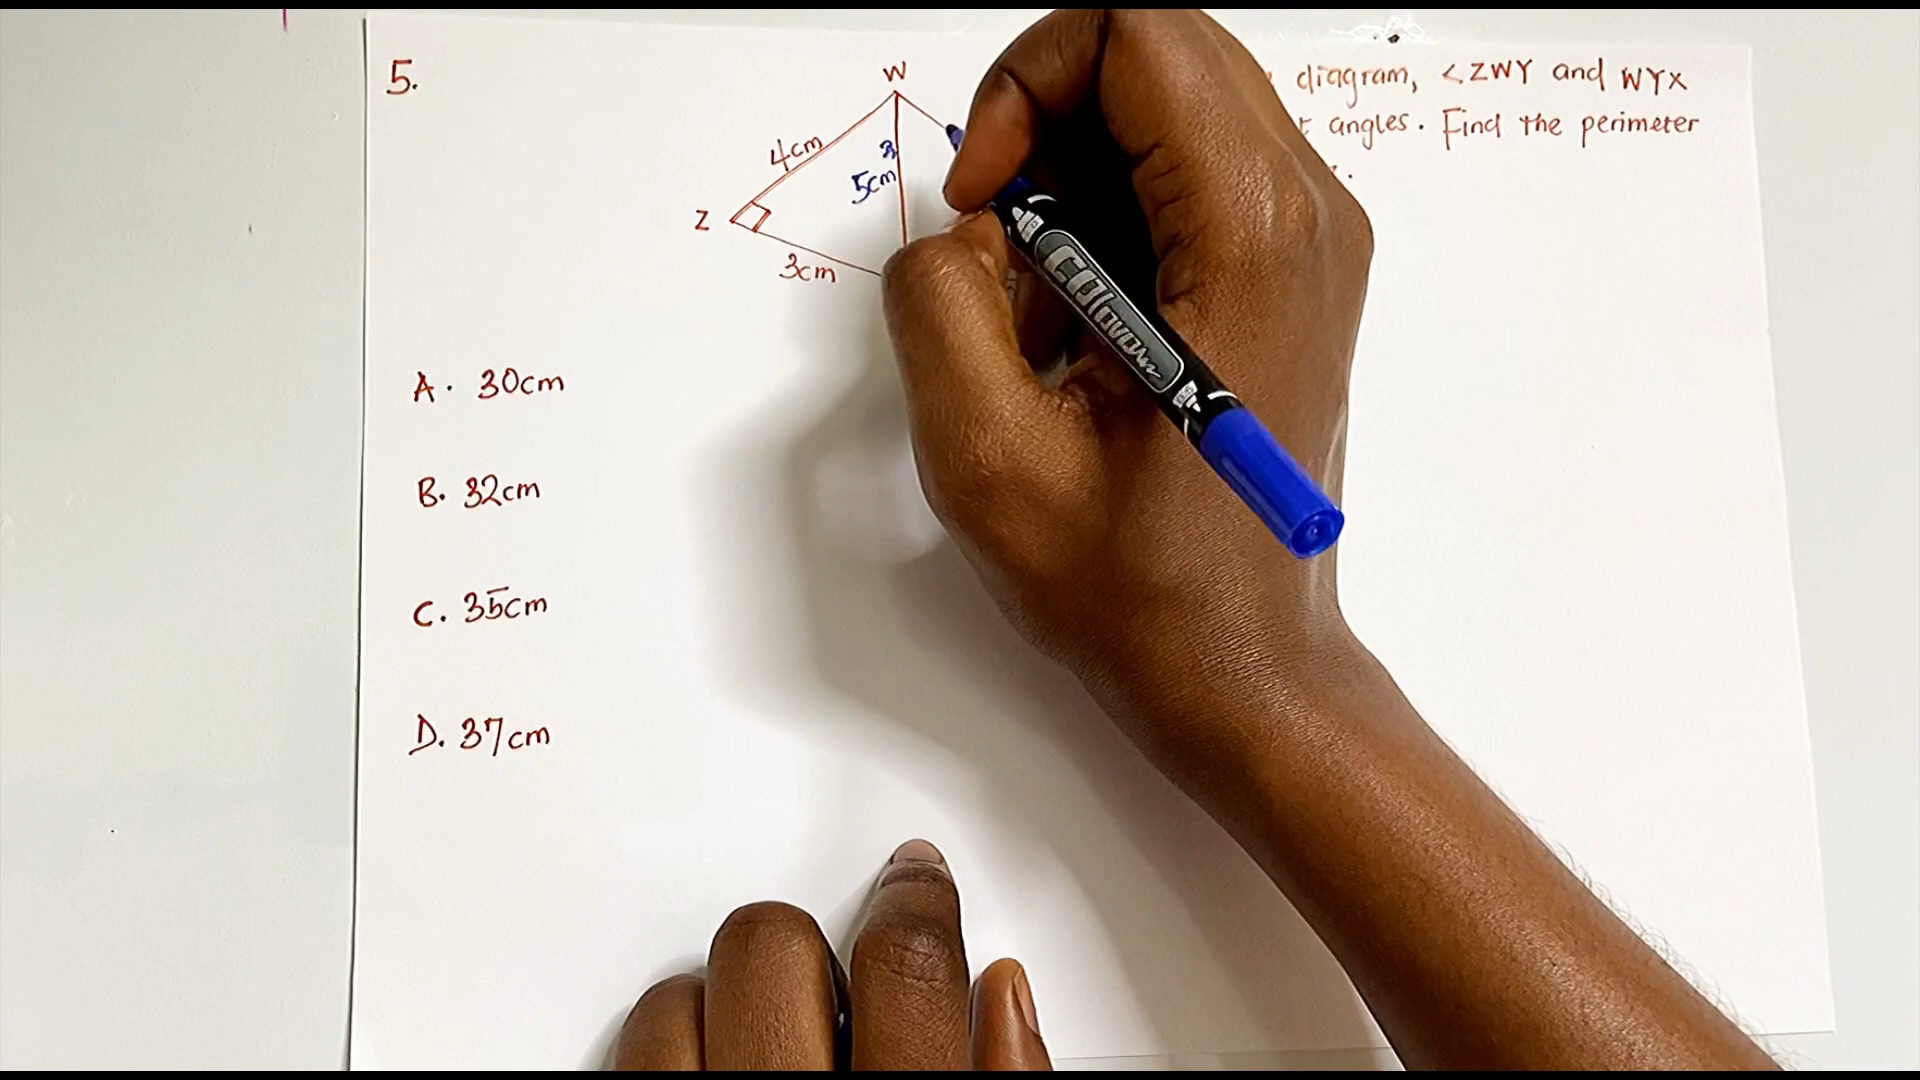 5.
diagram, <ZWY and WYX
angles. Find the perimeter
W
4cm
5cm
Z
3cm
A. 30cm
B. 32cm
C. 35cm
D. 37cm